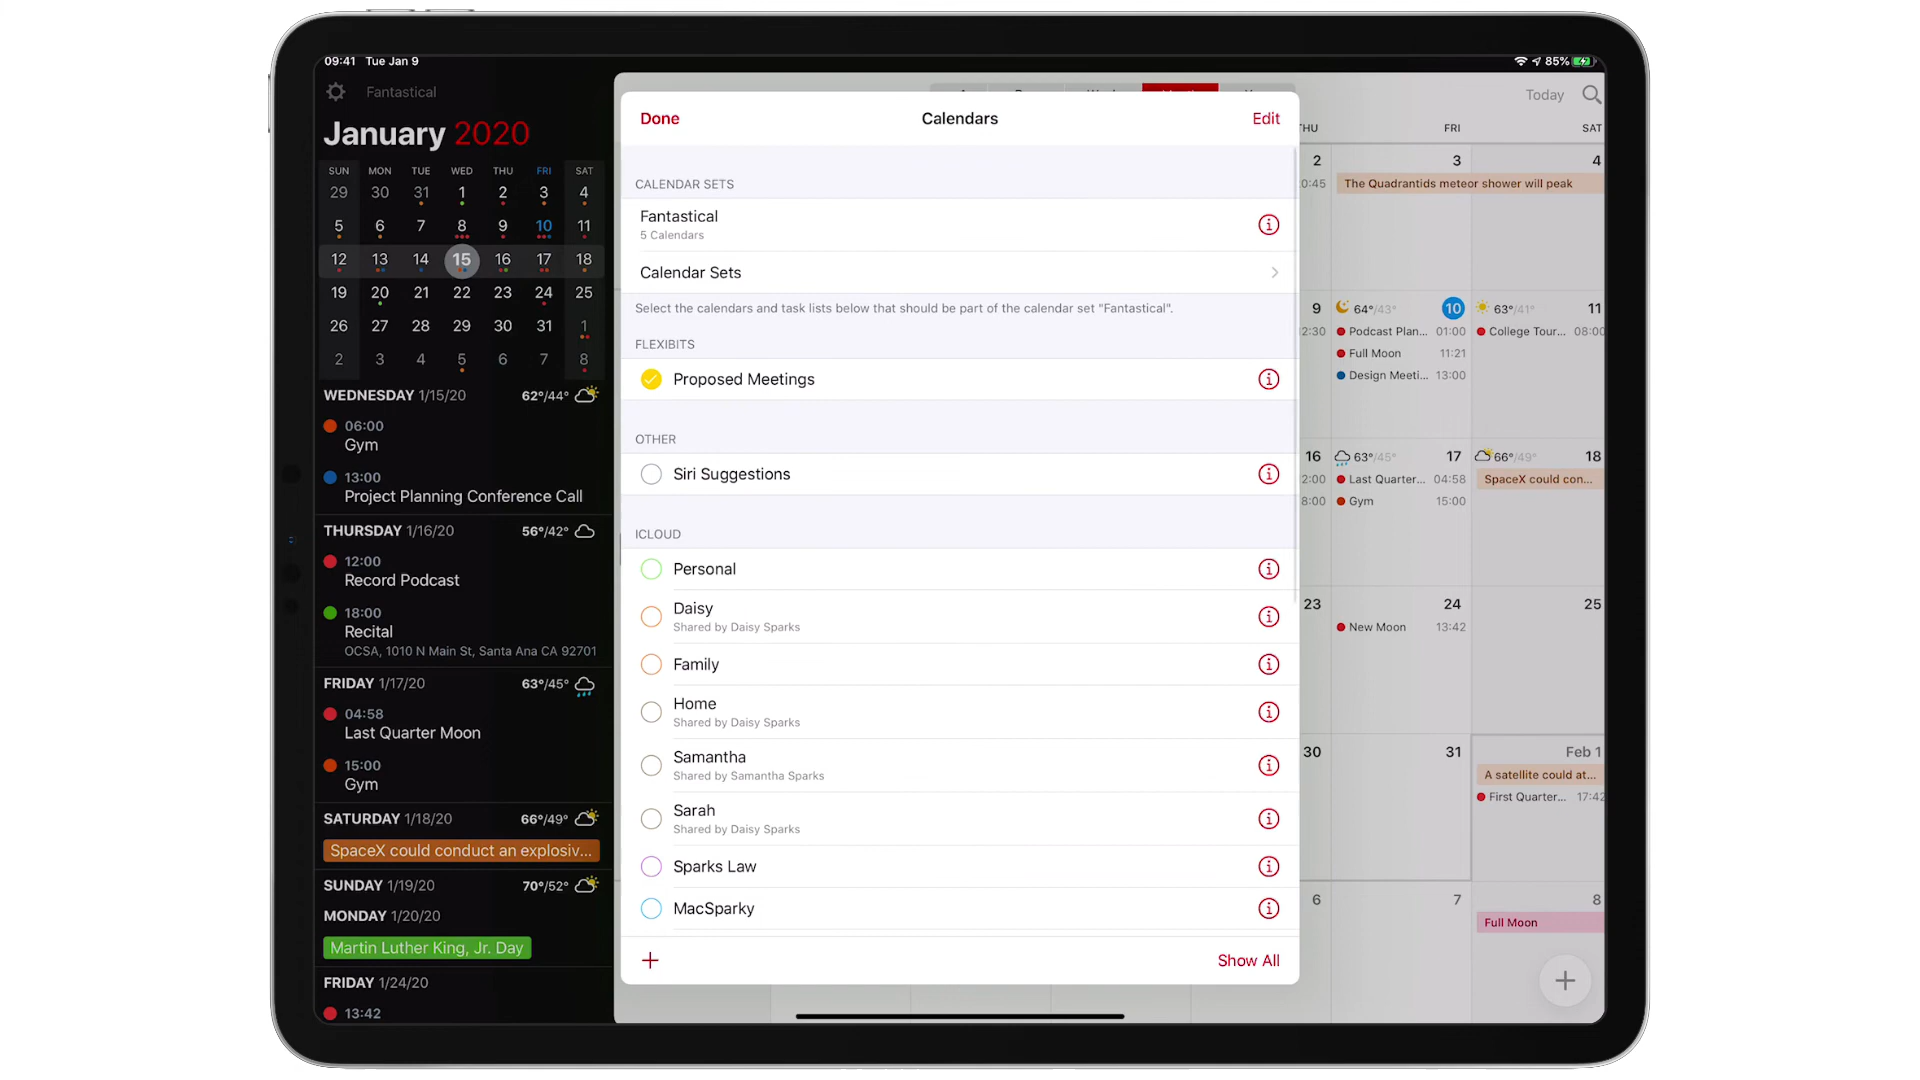 09:41 Tue Jan 9
85%
Fantastical
January 2020
SUN MON TUE WED THU FRI SAT
29 30 31 1 2 3 4
5 6 7 8 9 10 11
12 13 14 15 16 17 18
19 20 21 22 23 24 25
26 27 28 29 30 31 1
2 3 4 5 6 7 8
WEDNESDAY 1/15/20 62°/44°
06:00
Gym
13:00
Project Planning Conference Call
THURSDAY 1/16/20 56°/42°
12:00
Record Podcast
18:00
Recital
OCSA, 1010 N Main St, Santa Ana CA 92701
FRIDAY 1/17/20 63°/45°
04:58
Last Quarter Moon
15:00
Gym
SATURDAY 1/18/20 66°/49°
SpaceX could conduct an explosiv...
SUNDAY 1/19/20 70°/52°
MONDAY 1/20/20
Martin Luther King, Jr. Day
FRIDAY 1/24/20
13:42
Done Calendars Edit
CALENDAR SETS
Fantastical
5 Calendars
Calendar Sets
Select the calendars and task lists below that should be part of the calendar set "Fantastical".
FLEXIBITS
Proposed Meetings
OTHER
Siri Suggestions
ICLOUD
Personal
Daisy
Shared by Daisy Sparks
Family
Home
Shared by Daisy Sparks
Samantha
Shared by Samantha Sparks
Sarah
Shared by Daisy Sparks
Sparks Law
MacSparky
+ Show All
Today
FRI SAT
2 3 4
The Quadrantids meteor shower will peak
9 64°/43° 10 63°/41° 11
Podcast Plan... 01:00 College Tour... 08:00
Full Moon 11:21
Design Meeti... 13:00
16 63°/45° 17 66°/49° 18
Last Quarter... 04:58 SpaceX could con...
Gym 15:00
23 24 25
New Moon 13:42
30 31 Feb 1
A satellite could at...
First Quarter... 17:42
6 7 8
Full Moon
+